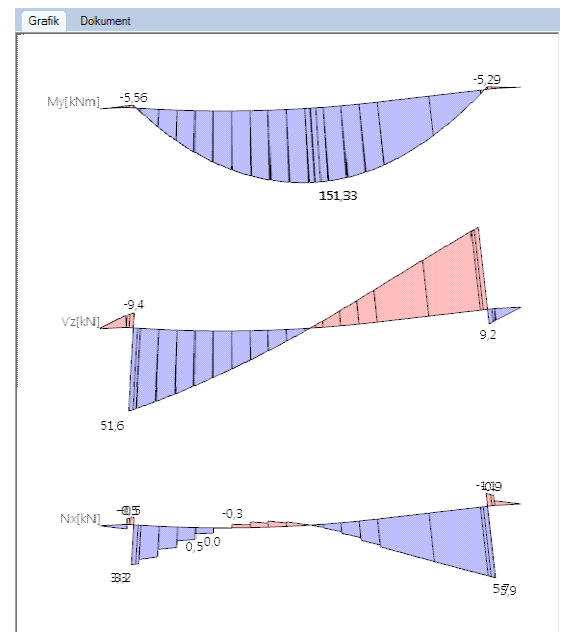 Grafik Dokument
-5,29
My[kNm] -5,56
151,33
-9,4
Vz[kN]
9,2
51,6
Nx[kN] -0,3
0,5 0,0